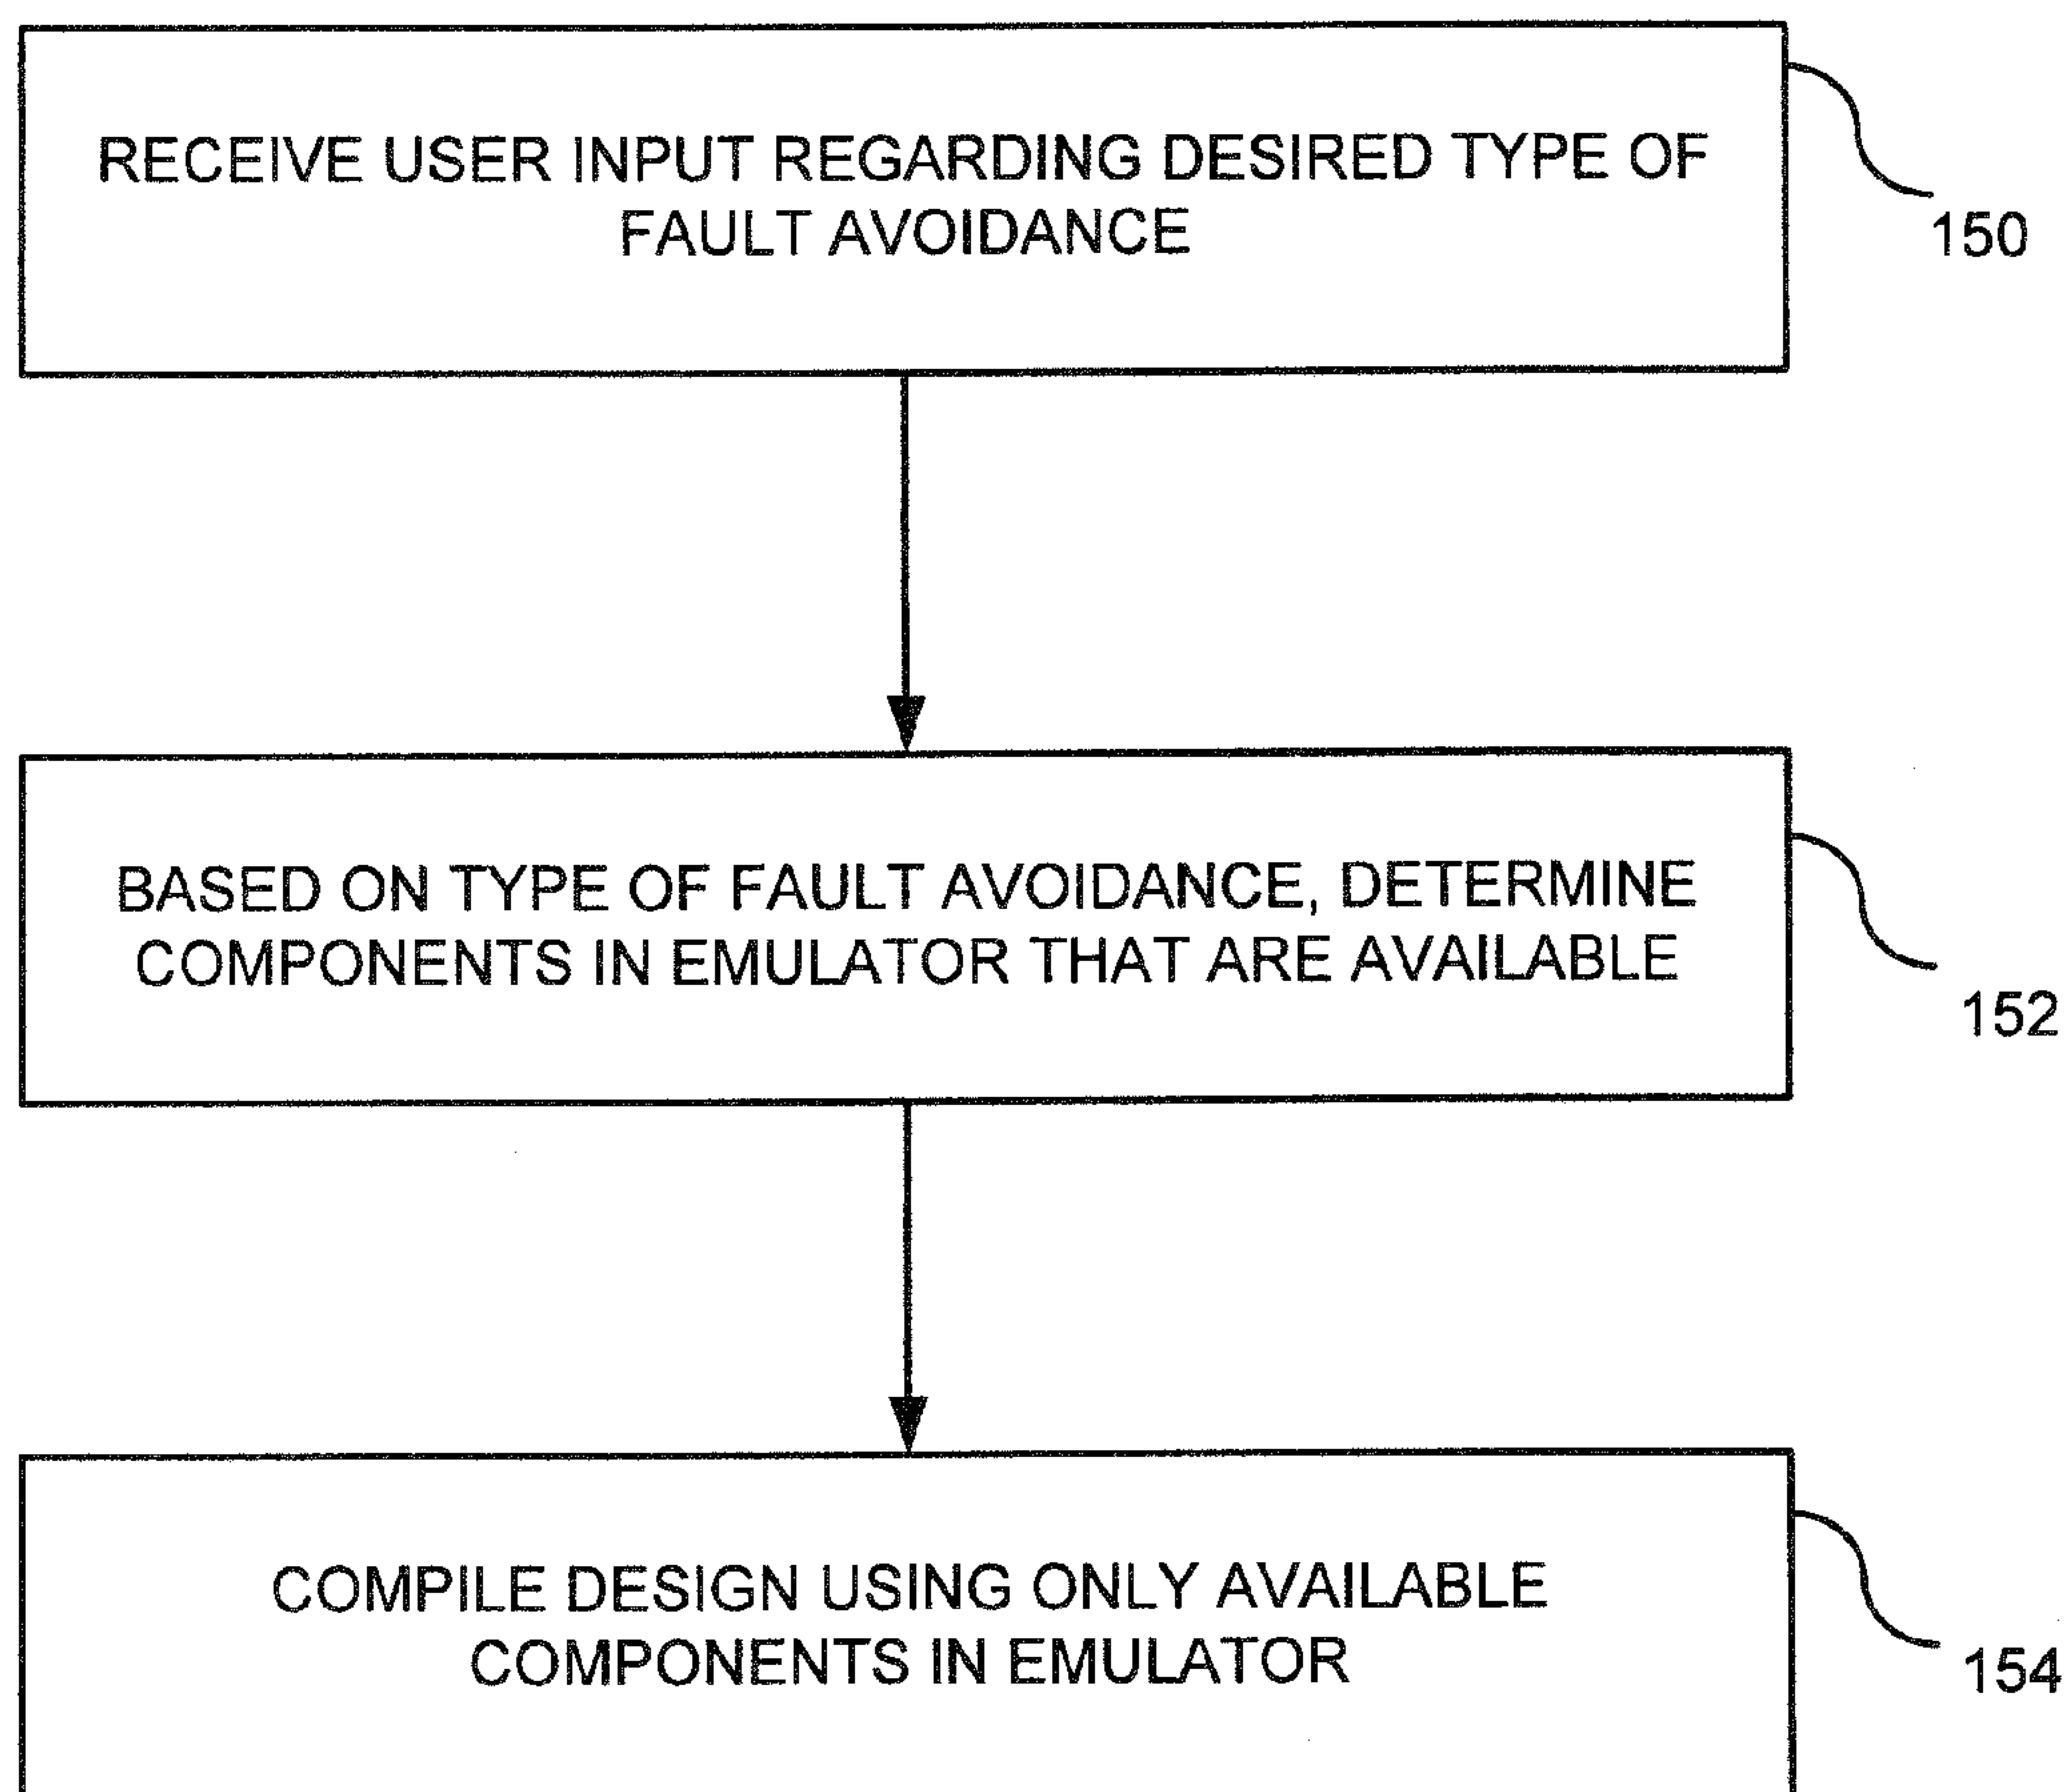 RECEIVE USER INPUT REGARDING DESIRED TYPE OF
FAULT AVOIDANCE
150
BASED ON TYPE OF FAULT AVOIDANCE, DETERMINE
COMPONENTS IN EMULATOR THAT ARE AVAILABLE
152
COMPILE DESIGN USING ONLY AVAILABLE
COMPONENTS IN EMULATOR
154